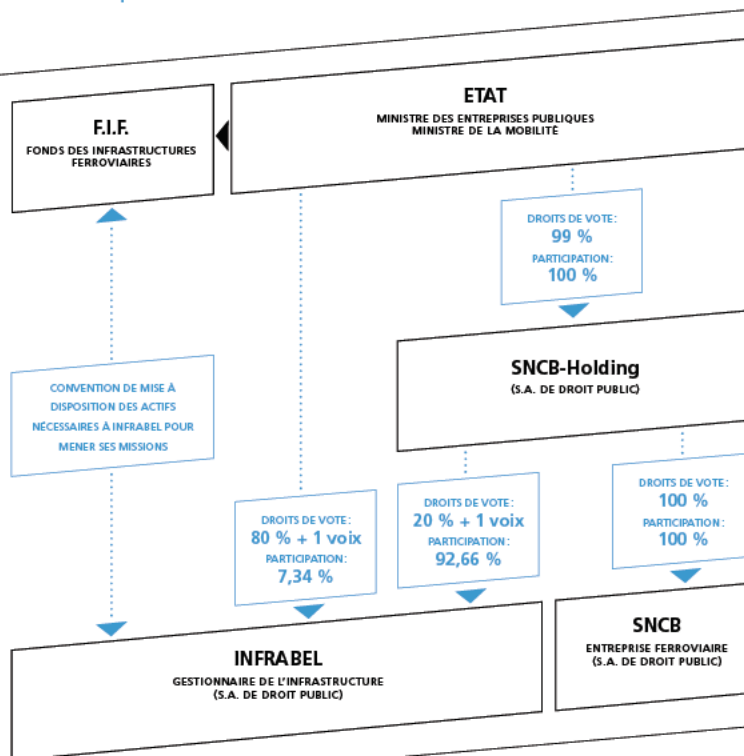 ETAT
MINISTRE DES ENTREPRISES PUBLIQUES
MINISTRE DE LA MOBILITÉ
F.I.F.
FONDS DES INFRASTRUCTURES
FERROVIAIRES
DROITS DE VOTE:
99 %
PARTICIPATION:
100 %
SNCB-Holding
(S.A. DE DROIT PUBLIC)
CONVENTION DE MISE À
DISPOSITION DES ACTIFS
NÉCESSAIRES À INFRABEL POUR
MENER SES MISSIONS
DROITS DE VOTE:
80 % + 1 voix
PARTICIPATION:
7,34 %
DROITS DE VOTE:
20 % + 1 voix
PARTICIPATION:
92,66 %
DROITS DE VOTE:
100 %
PARTICIPATION:
100 %
INFRABEL
GESTIONNAIRE DE L'INFRASTRUCTURE
(S.A. DE DROIT PUBLIC)
SNCB
ENTREPRISE FERROVIAIRE
(S.A. DE DROIT PUBLIC)